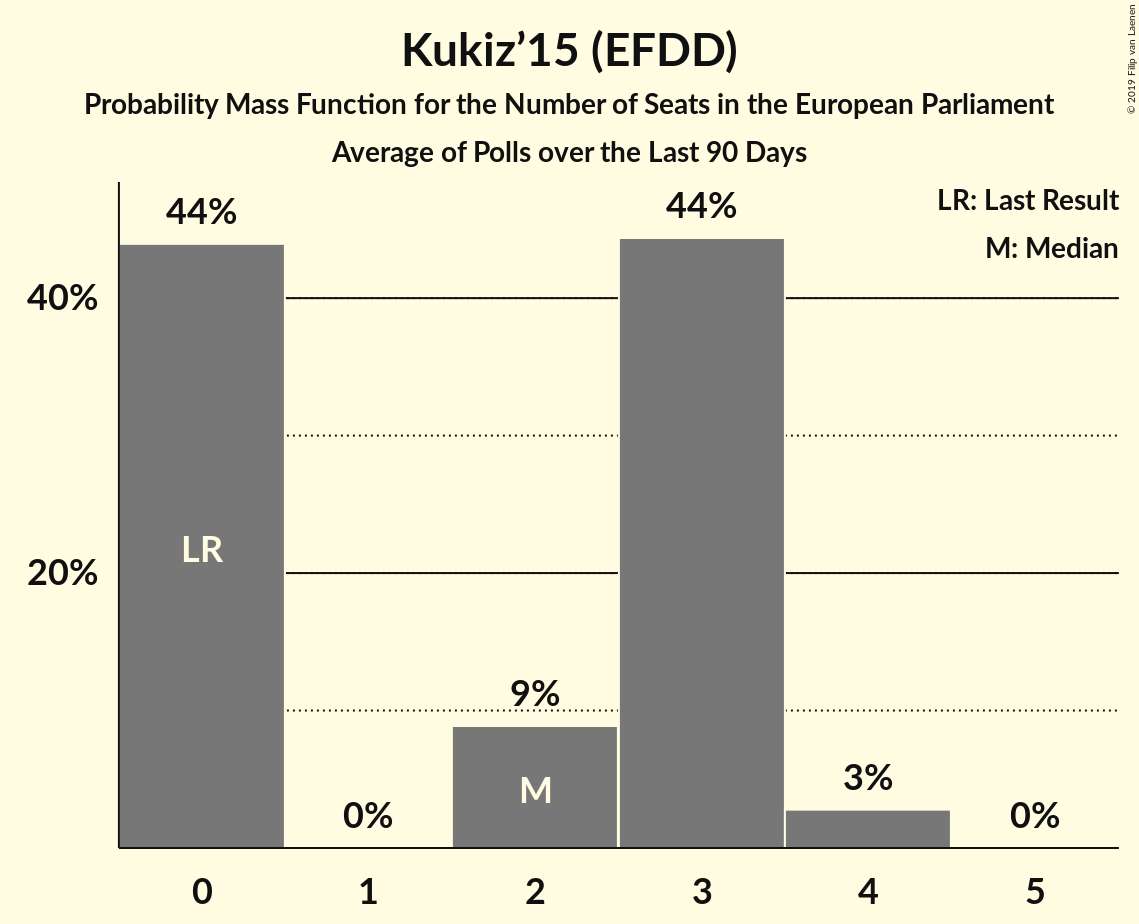 Kukiz’15 (EFDD)
Probability Mass Function for the Number of Seats in the European Parliament
Average of Polls over the Last 90 Days
© 2019 Filip van Laenen
LR: Last Result
M: Median
44%
44%
40%
LR
20%
9%
M
3%
0%
0%
0 1 2 3 4 5